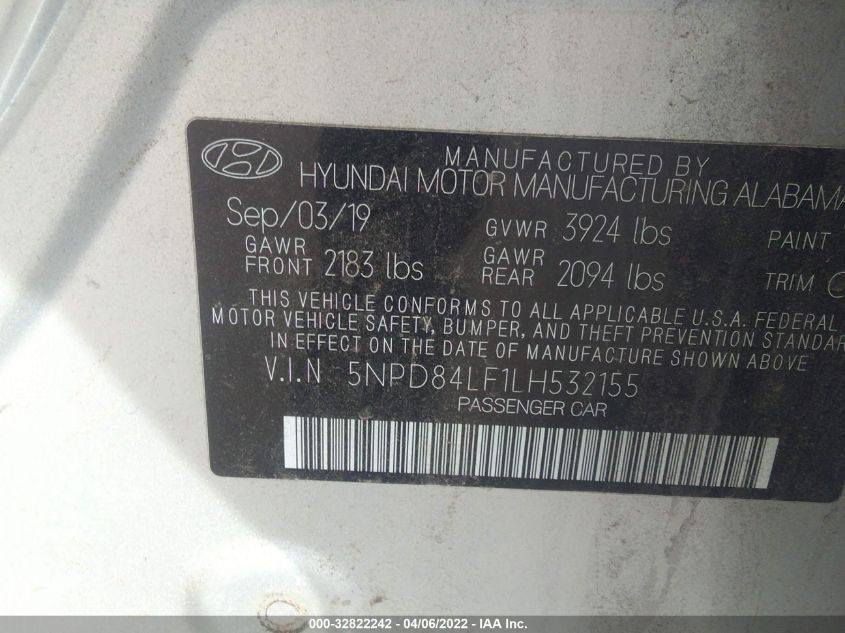 MANUFACTURED BY
HYUNDAI MOTOR MANUFACTURING ALABAMA
Sep/03/19 GVWR 3924 lbs PAINT
GAWR FRONT 2183 lbs GAWR REAR 2094 lbs TRIM
THIS VEHICLE CONFORMS TO ALL APPLICABLE U.S.A. FEDERAL
MOTOR VEHICLE SAFETY, BUMPER, AND THEFT PREVENTION STANDAR
IN EFFECT ON THE DATE OF MANUFACTURE SHOWN ABOVE
V.I.N 5NPD84LF1LH532155
PASSENGER CAR
000-32822242 - 04/06/2022 - IAA Inc.